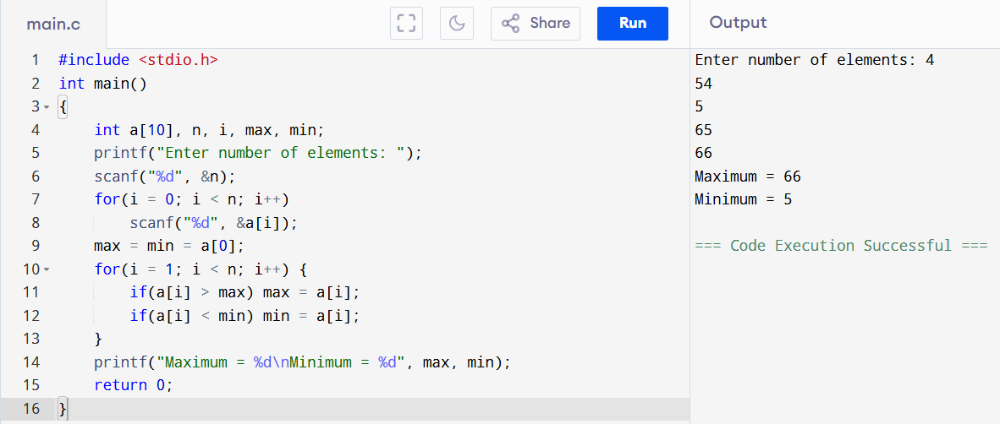 main.c
Share
Run
Output
1 #include <stdio.h>
2 int main()
3 {
4     int a[10], n, i, max, min;
5     printf("Enter number of elements: ");
6     scanf("%d", &n);
7     for(i = 0; i < n; i++)
8         scanf("%d", &a[i]);
9     max = min = a[0];
10     for(i = 1; i < n; i++) {
11         if(a[i] > max) max = a[i];
12         if(a[i] < min) min = a[i];
13     }
14     printf("Maximum = %d\nMinimum = %d", max, min);
15     return 0;
16 }
Enter number of elements: 4
54
5
65
66
Maximum = 66
Minimum = 5
=== Code Execution Successful ===